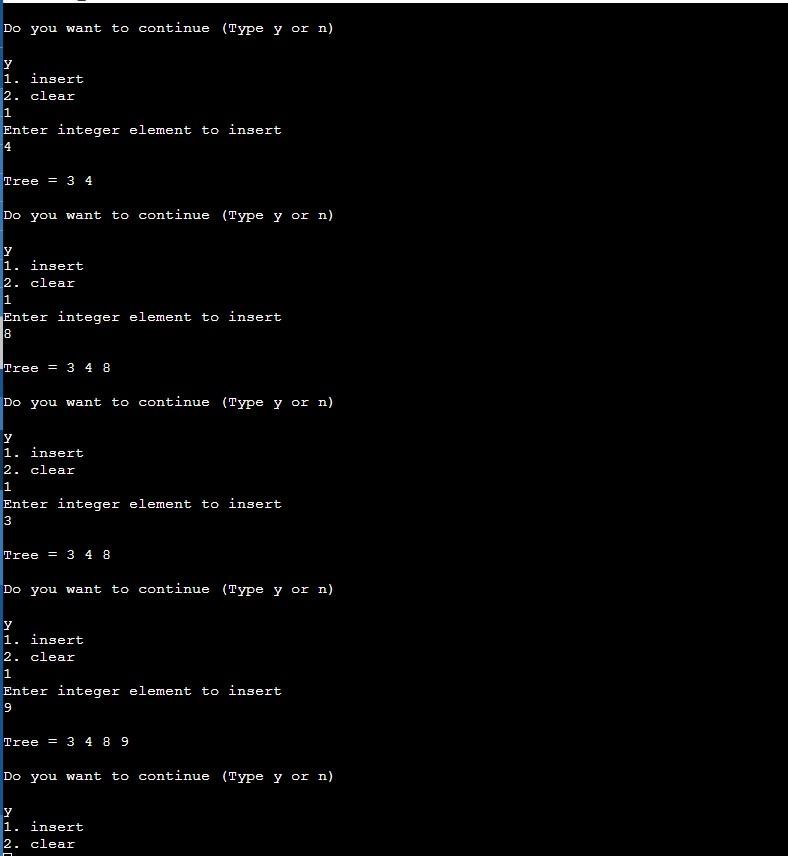 Do you want to continue (Type y or n)
y
1. insert
2. clear
1
Enter integer element to insert
4
Tree = 3 4
Do you want to continue (Type y or n)
y
1. insert
2. clear
1
Enter integer element to insert
8
Tree = 3 4 8
Do you want to continue (Type y or n)
y
1. insert
2. clear
1
Enter integer element to insert
3
Tree = 3 4 8
Do you want to continue (Type y or n)
y
1. insert
2. clear
1
Enter integer element to insert
9
Tree = 3 4 8 9
Do you want to continue (Type y or n)
y
1. insert
2. clear